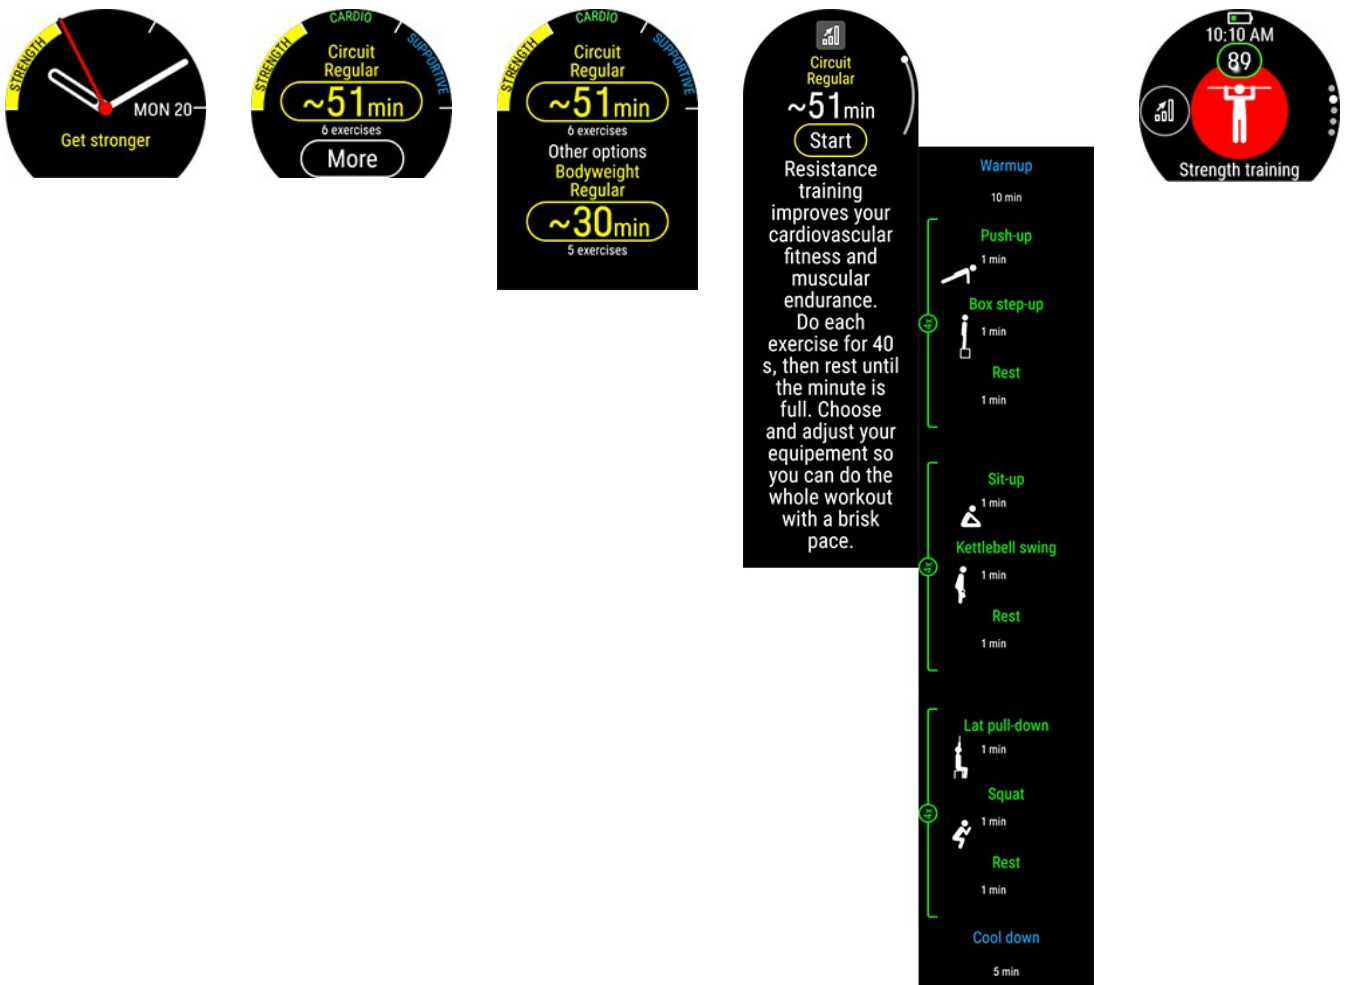 STRENGTH
MON 20
Get stronger
STRENGTH
CARDIO
SUPPORTIVE
Circuit
Regular
~51min
6 exercises
More
STRENGTH
CARDIO
SUPPORTIVE
Circuit
Regular
~51min
6 exercises
Other options
Bodyweight
Regular
~30min
5 exercises
Circuit
Regular
~51min
Start
Resistance
training
improves your
cardiovascular
fitness and
muscular
endurance.
Do each
exercise for 40
s, then rest until
the minute is
full. Choose
and adjust your
equipement so
you can do the
whole workout
with a brisk
pace.
Warmup
10 min
Push-up
1 min
Box step-up
4x
1 min
Rest
1 min
Sit-up
1 min
Kettlebell swing
4x
1 min
Rest
1 min
Lat pull-down
1 min
Squat
4x
1 min
Rest
1 min
Cool down
5 min
10:10 AM
89
Strength training